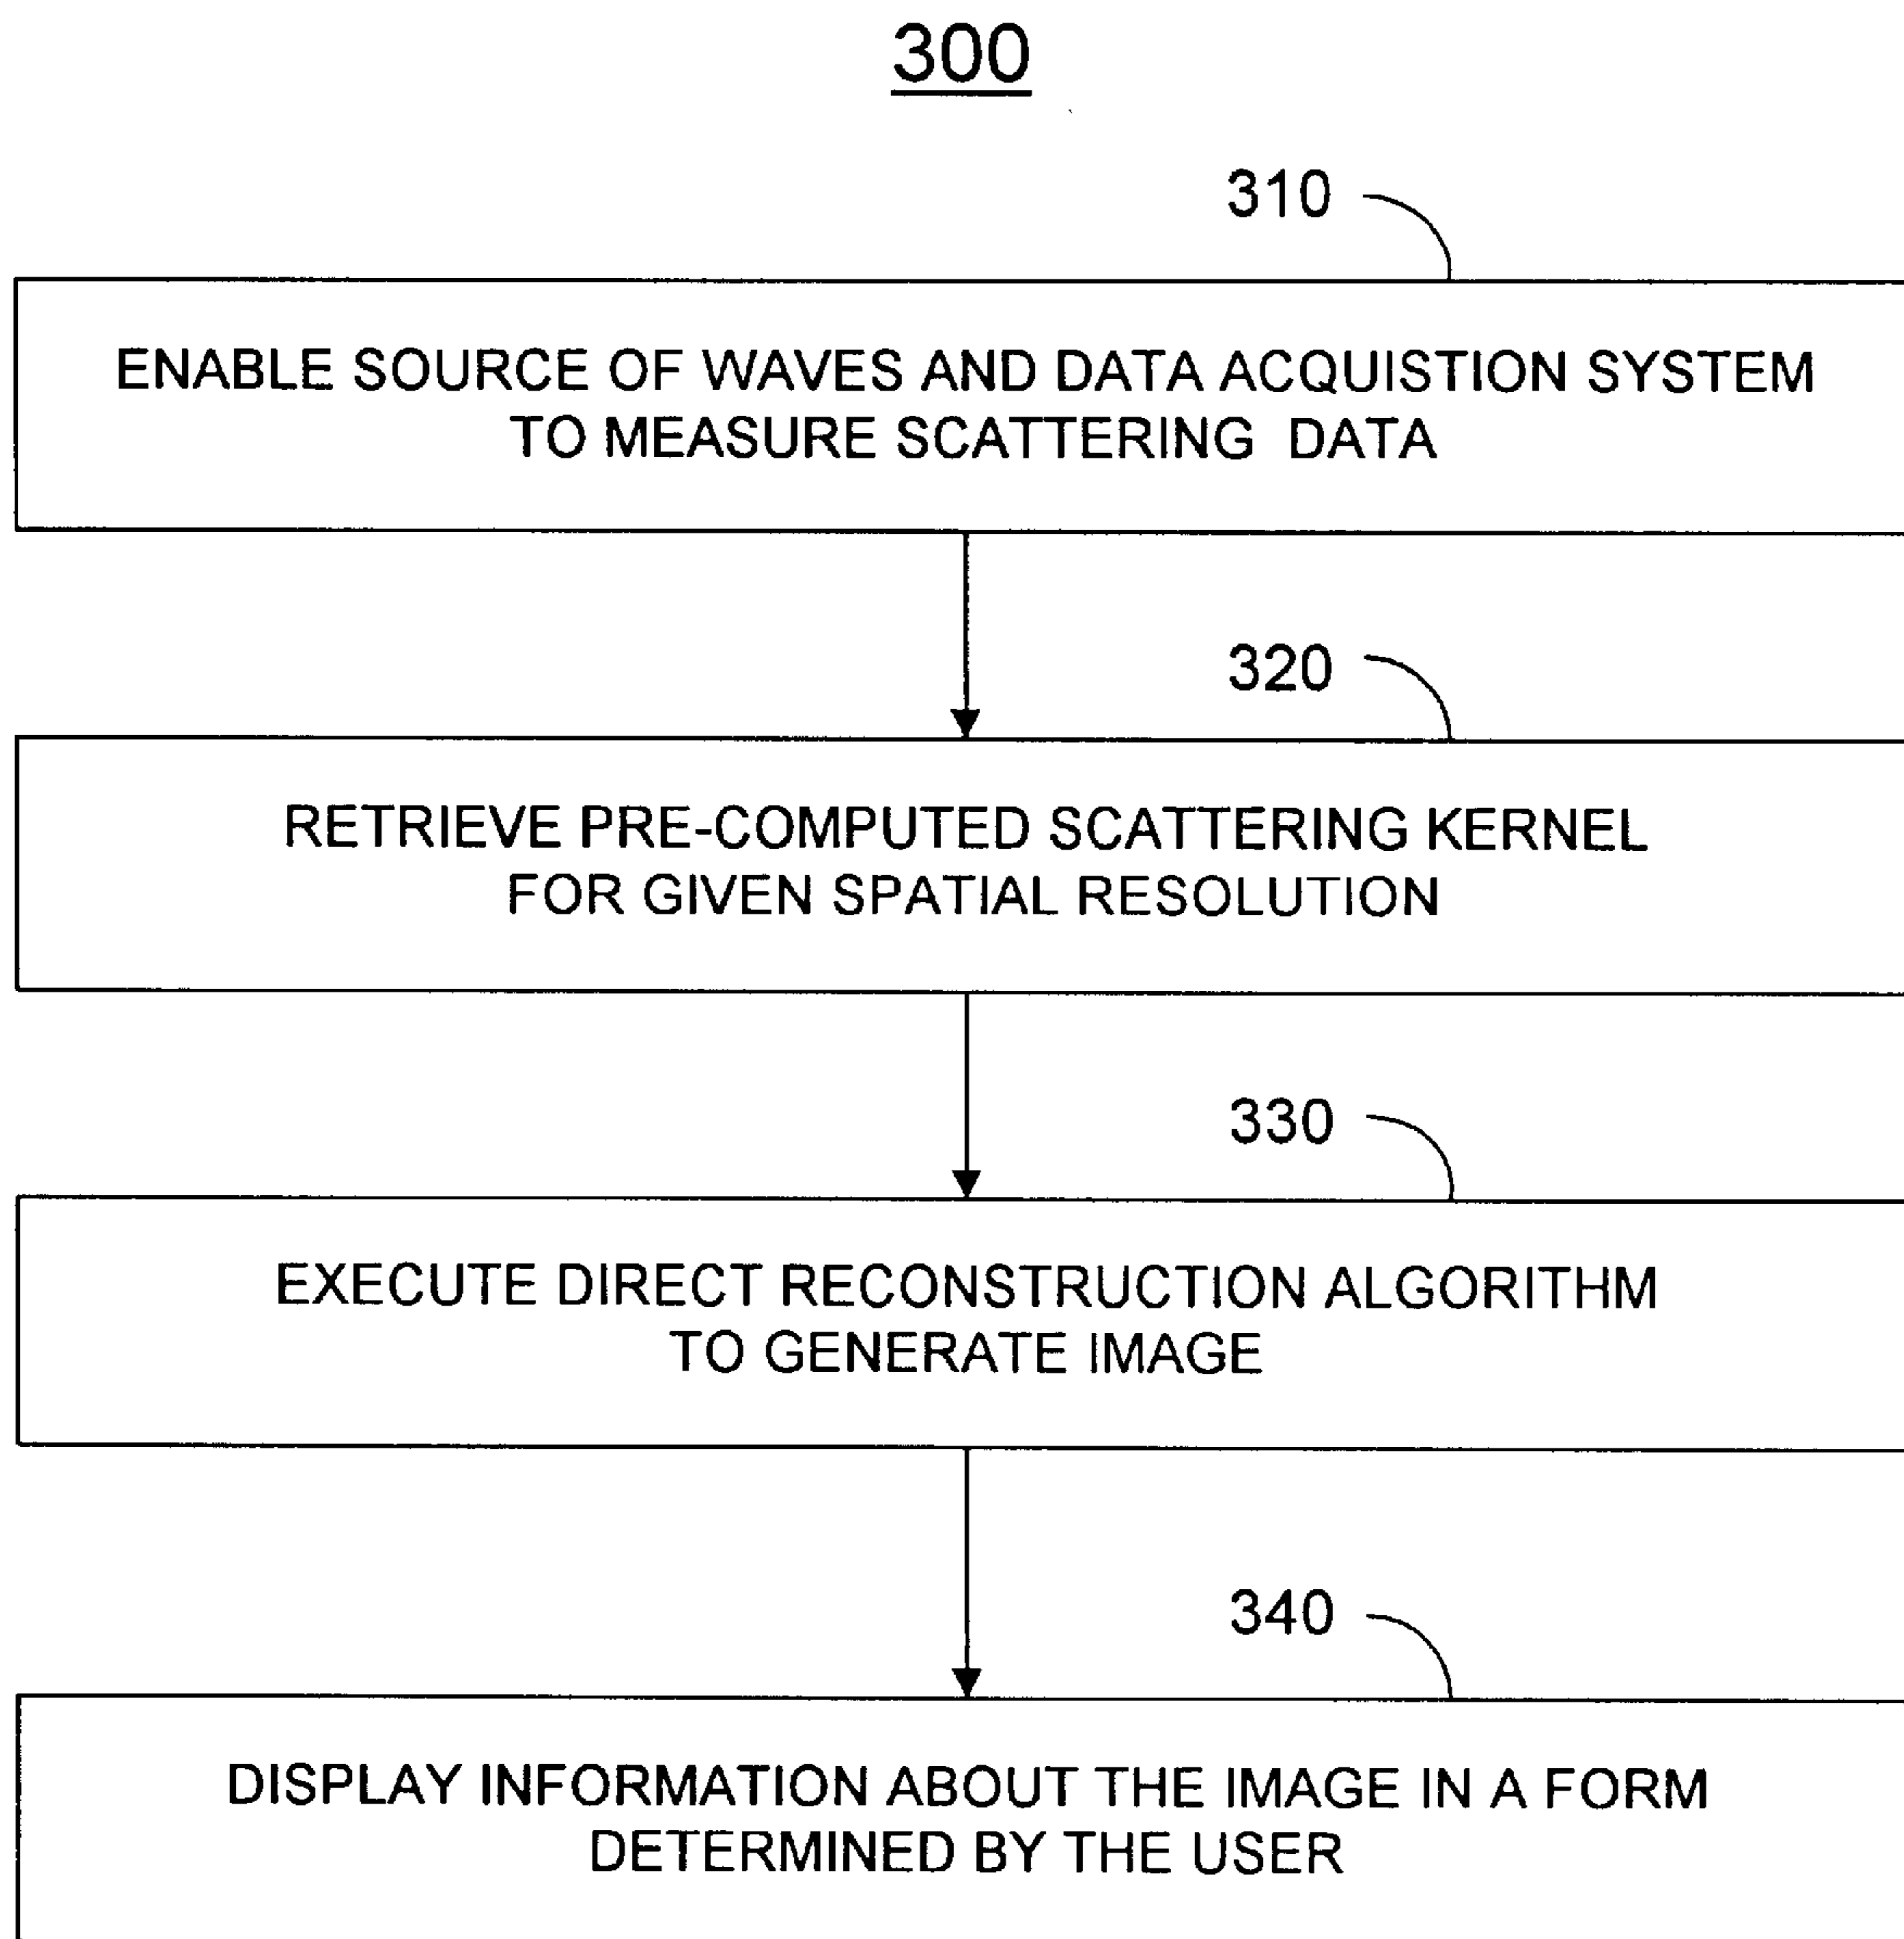 300
310
ENABLE SOURCE OF WAVES AND DATA ACQUISTION SYSTEM
TO MEASURE SCATTERING DATA
320
RETRIEVE PRE-COMPUTED SCATTERING KERNEL
FOR GIVEN SPATIAL RESOLUTION
330
EXECUTE DIRECT RECONSTRUCTION ALGORITHM
TO GENERATE IMAGE
340
DISPLAY INFORMATION ABOUT THE IMAGE IN A FORM
DETERMINED BY THE USER